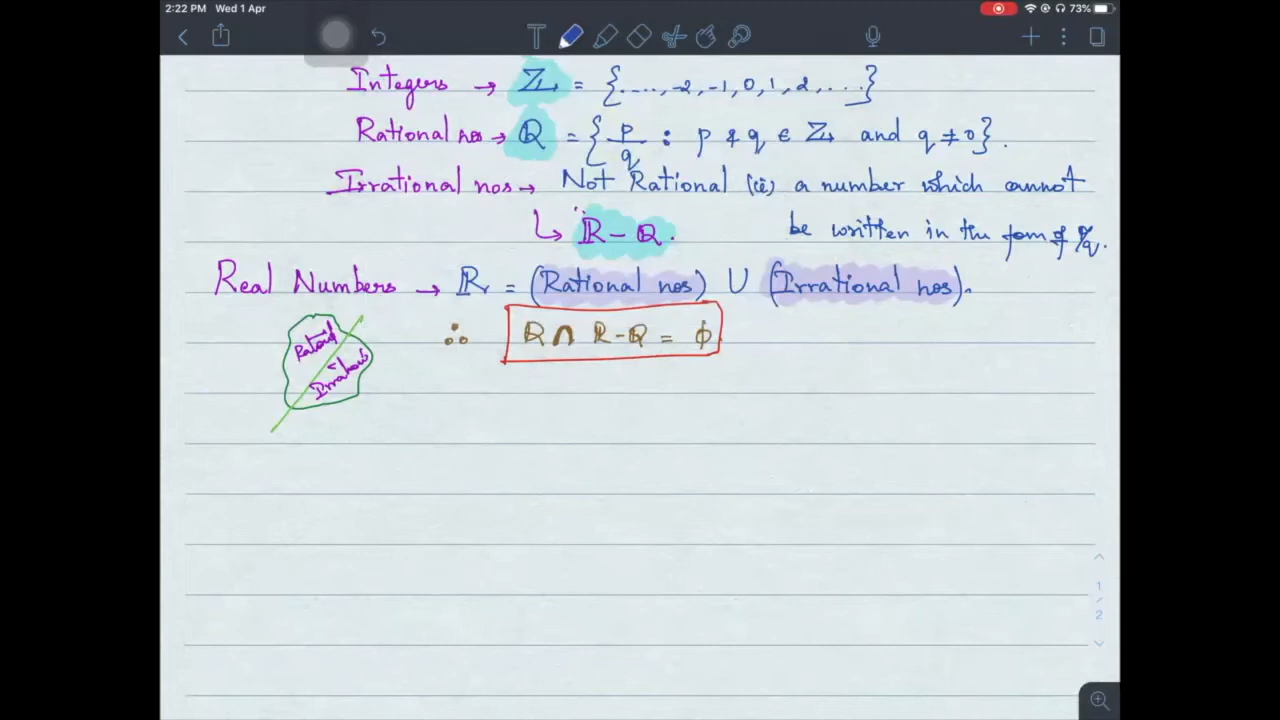 2:22 PM Wed 1 Apr 73%
Integers → ℤ = {....,-2,-1,0,1,2,...}
Rational nos → ℚ = {p/q : p & q ∈ ℤ and q ≠ 0}.
Irrational nos → Not Rational (ie) a number which cannot
be written in the form of p/q.
↳ ℝ - ℚ.
Real Numbers → ℝ = (Rational nos) ∪ (Irrational nos).
∴ ℚ ∩ ℝ-ℚ = ϕ
Rational
Irrational
1
/
2